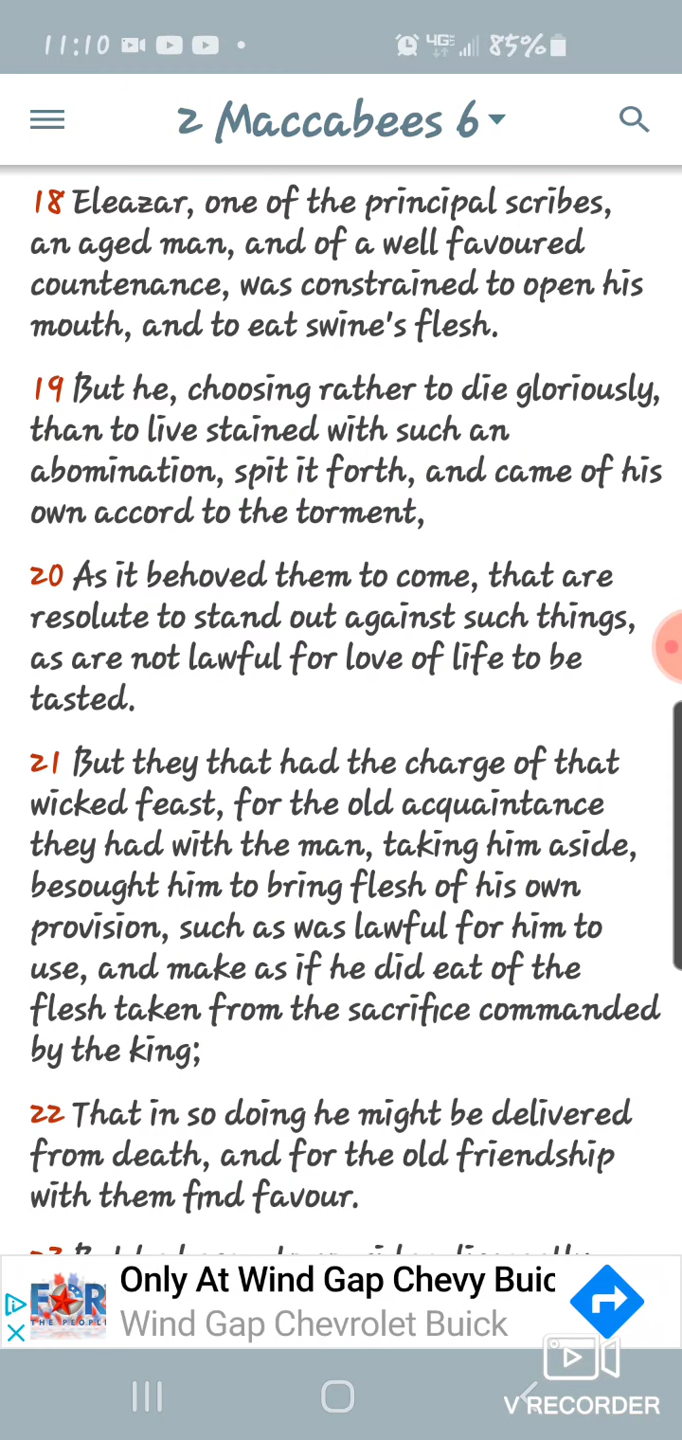 11:10
4GE
85%
2 Maccabees 6
18 Eleazar, one of the principal scribes,
an aged man, and of a well favoured
countenance, was constrained to open his
mouth, and to eat swine's flesh.
19 But he, choosing rather to die gloriously,
than to live stained with such an
abomination, spit it forth, and came of his
own accord to the torment,
20 As it behoved them to come, that are
resolute to stand out against such things,
as are not lawful for love of life to be
tasted.
21 But they that had the charge of that
wicked feast, for the old acquaintance
they had with the man, taking him aside,
besought him to bring flesh of his own
provision, such as was lawful for him to
use, and make as if he did eat of the
flesh taken from the sacrifice commanded
by the king;
22 That in so doing he might be delivered
from death, and for the old friendship
with them find favour.
23 But he
FOR
THE PEOPLE
Only At Wind Gap Chevy Buic
Wind Gap Chevrolet Buick
V RECORDER